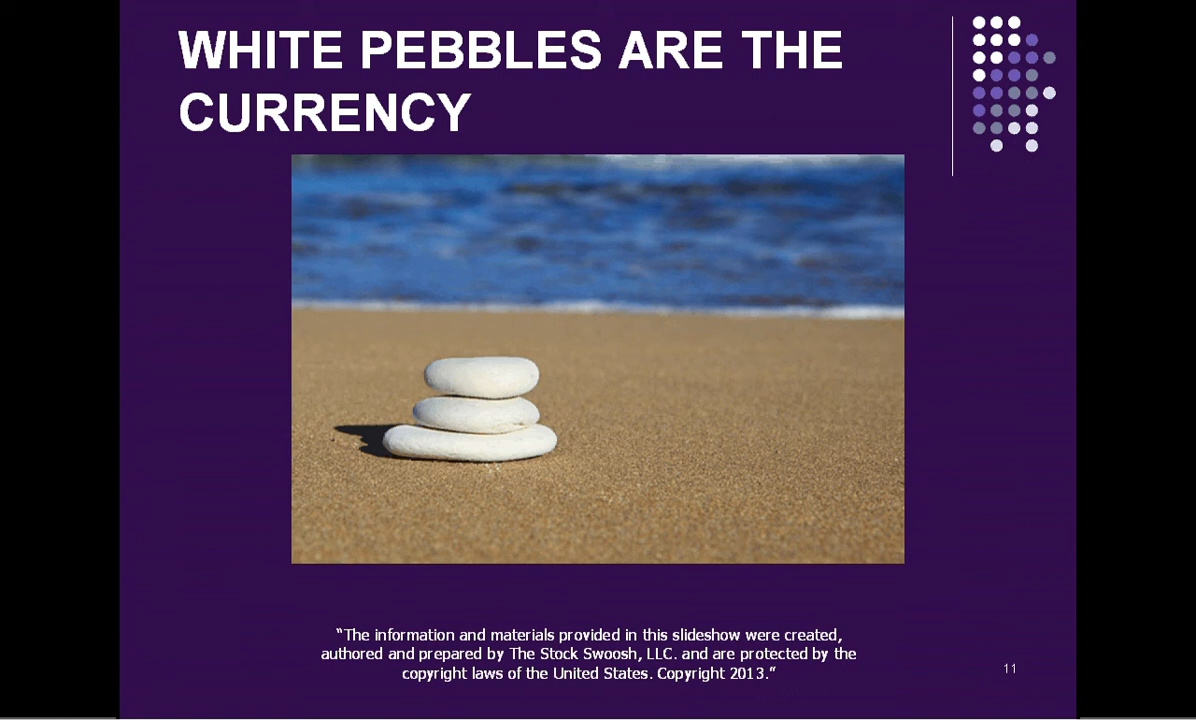 WHITE PEBBLES ARE THE
CURRENCY
“The information and materials provided in this slideshow were created,
authored and prepared by The Stock Swoosh, LLC. and are protected by the
copyright laws of the United States. Copyright 2013.”
11